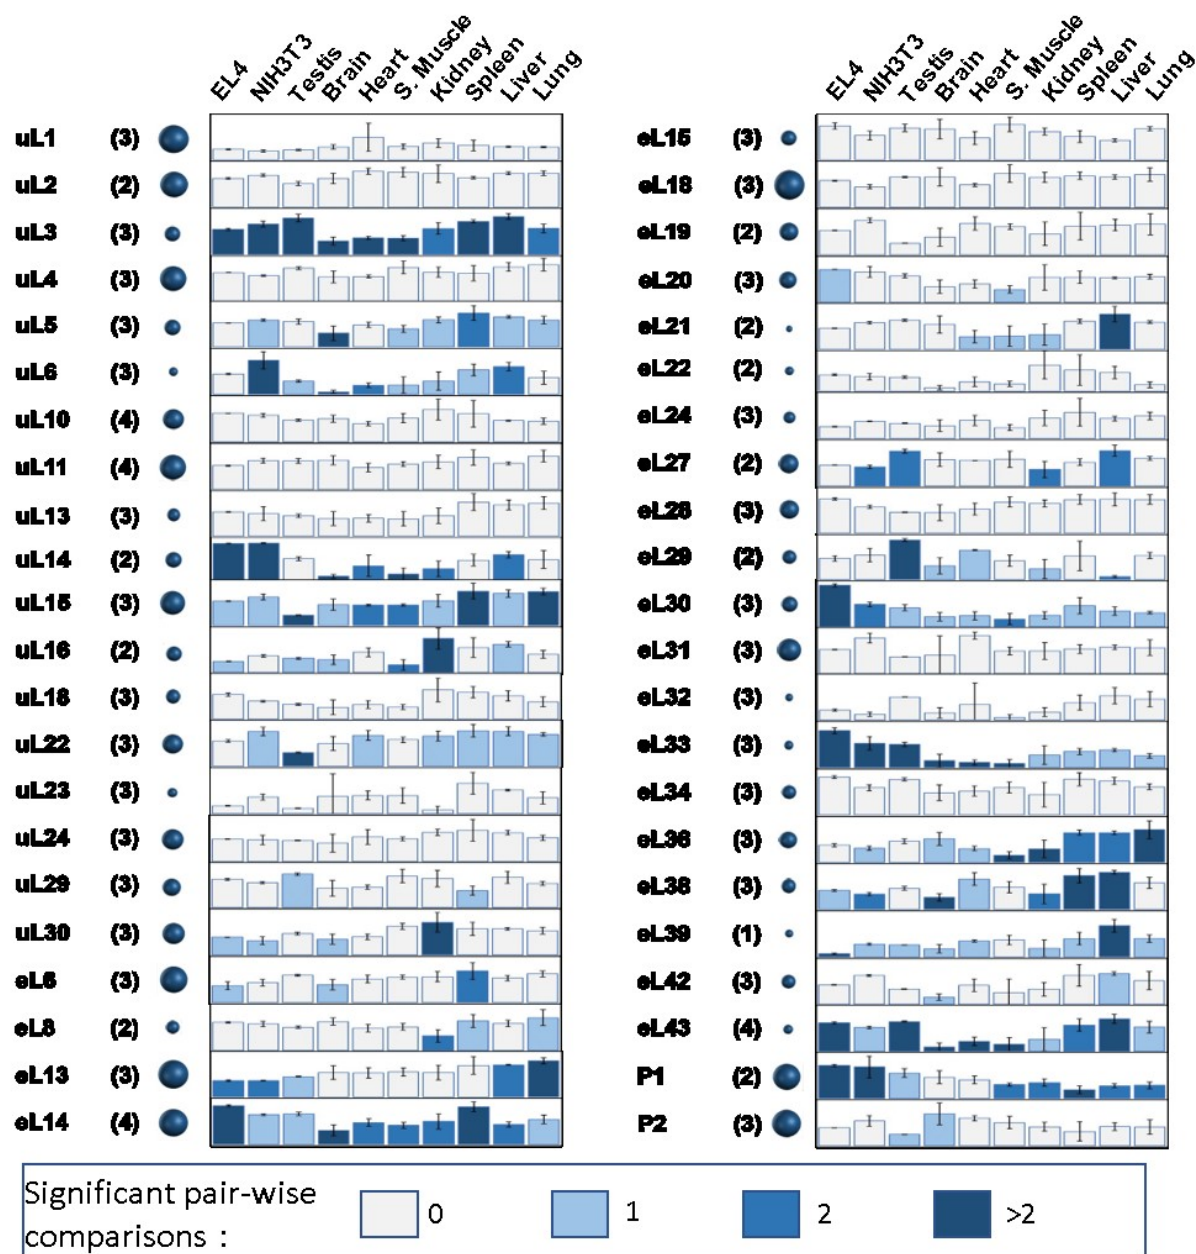 EL4 NIH3T3 Testis Brain Heart S. Muscle Kidney Spleen Liver Lung
EL4 NIH3T3 Testis Brain Heart S. Muscle Kidney Spleen Liver Lung
uL1 (3)
uL2 (2)
uL3 (3)
uL4 (3)
uL5 (3)
uL6 (3)
uL10 (4)
uL11 (4)
uL13 (3)
uL14 (2)
uL15 (3)
uL16 (2)
uL18 (3)
uL22 (3)
uL23 (3)
uL24 (3)
uL29 (3)
uL30 (3)
eL6 (3)
eL8 (2)
eL13 (3)
eL14 (4)
eL15 (3)
eL18 (3)
eL19 (2)
eL20 (3)
eL21 (2)
eL22 (2)
eL24 (3)
eL27 (2)
eL28 (3)
eL29 (2)
eL30 (3)
eL31 (3)
eL32 (3)
eL33 (3)
eL34 (3)
eL36 (3)
eL38 (3)
eL39 (1)
eL42 (3)
eL43 (4)
P1 (2)
P2 (3)
Significant pair-wise
comparisons :
0 1 2 >2